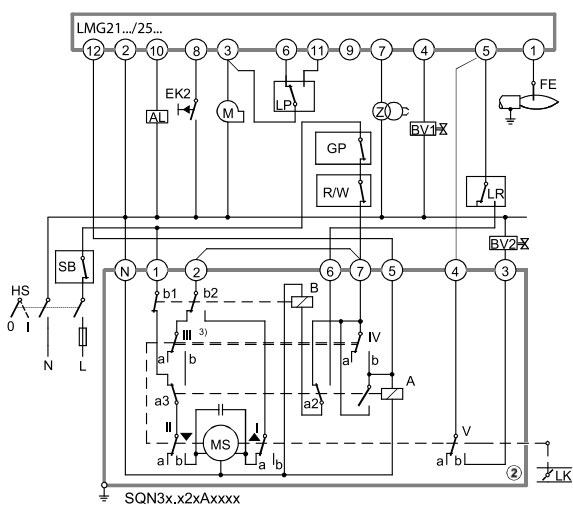 LMG21.../25...
12 2 10 8 3 6 11 9 7 4 5 1
EK2
FE
AL
M
LP
Z
BV1
GP
R/W
LR
BV2
SB
HS
0 I
N L
N 1 2 6 7 5 4 3
b1 b2 B
III 3) IV
a b a b
A
a3 a2
II I V
MS
a b a b a b
2
LK
SQN3x.x2xAxxxx